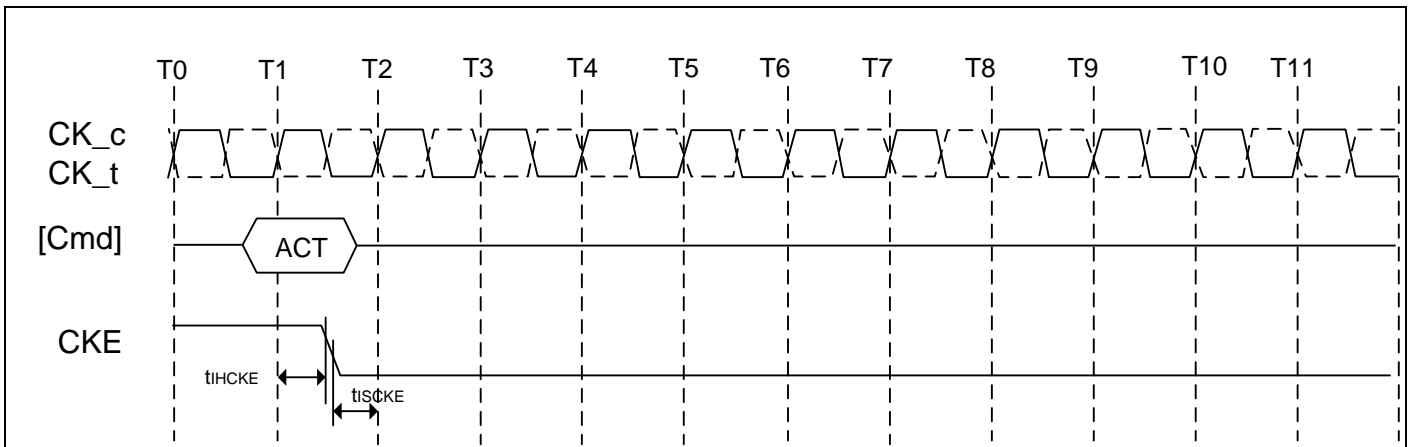 T0 T1 T2 T3 T4 T5 T6 T7 T8 T9 T10 T11
CK_c
CK_t
[Cmd] ACT
CKE
tIHCKE
tISCKE